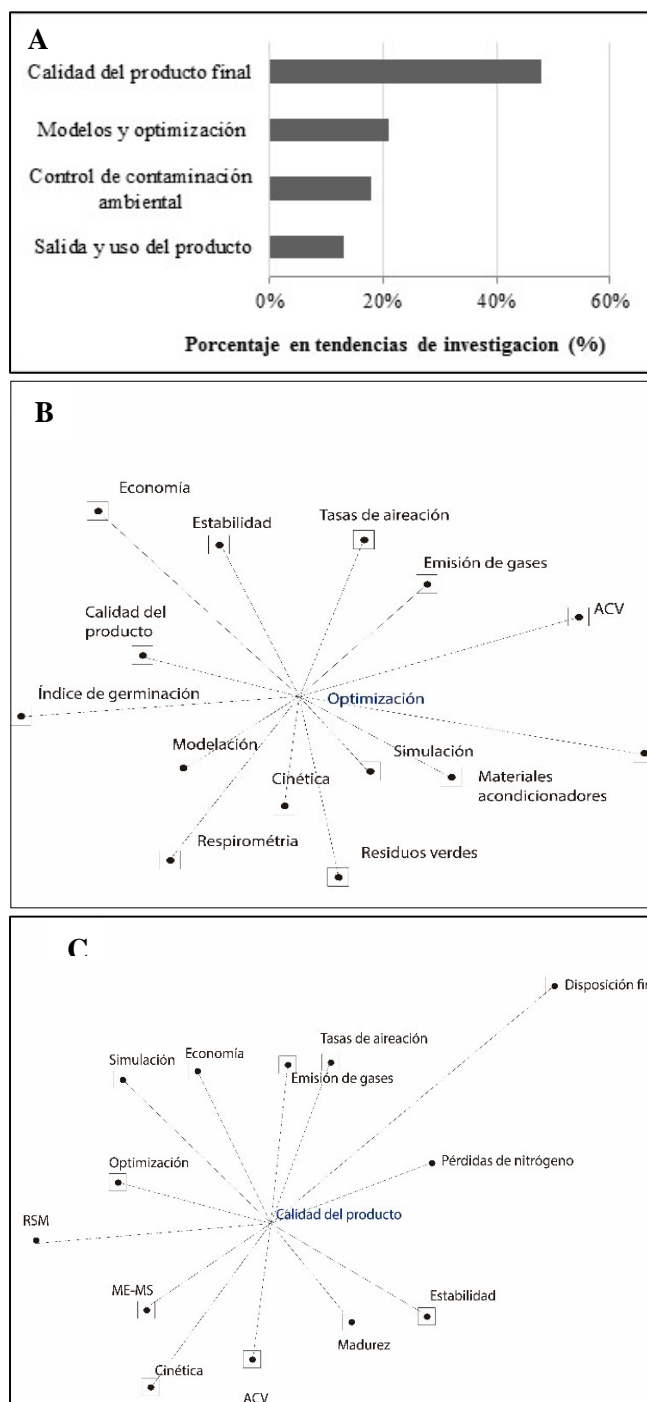 A
Calidad del producto final
Modelos y optimización
Control de contaminación
ambiental
Salida y uso del producto
0%
20%
40%
60%
Porcentaje en tendencias de investigacion (%)
B
Economía
Estabilidad
Tasas de aireación
Emisión de gases
ACV
Calidad del
producto
Índice de germinación
Optimización
Modelación
Simulación
Cinética
Materiales
acondicionadores
Respirométria
Residuos verdes
C
Disposición
Tasas de aireación
Economía
Simulación
Emisión de gases
Optimización
Pérdidas de nitrógeno
Calidad del producto
RSM
ME-MS
Estabilidad
Madurez
Cinética
ACV